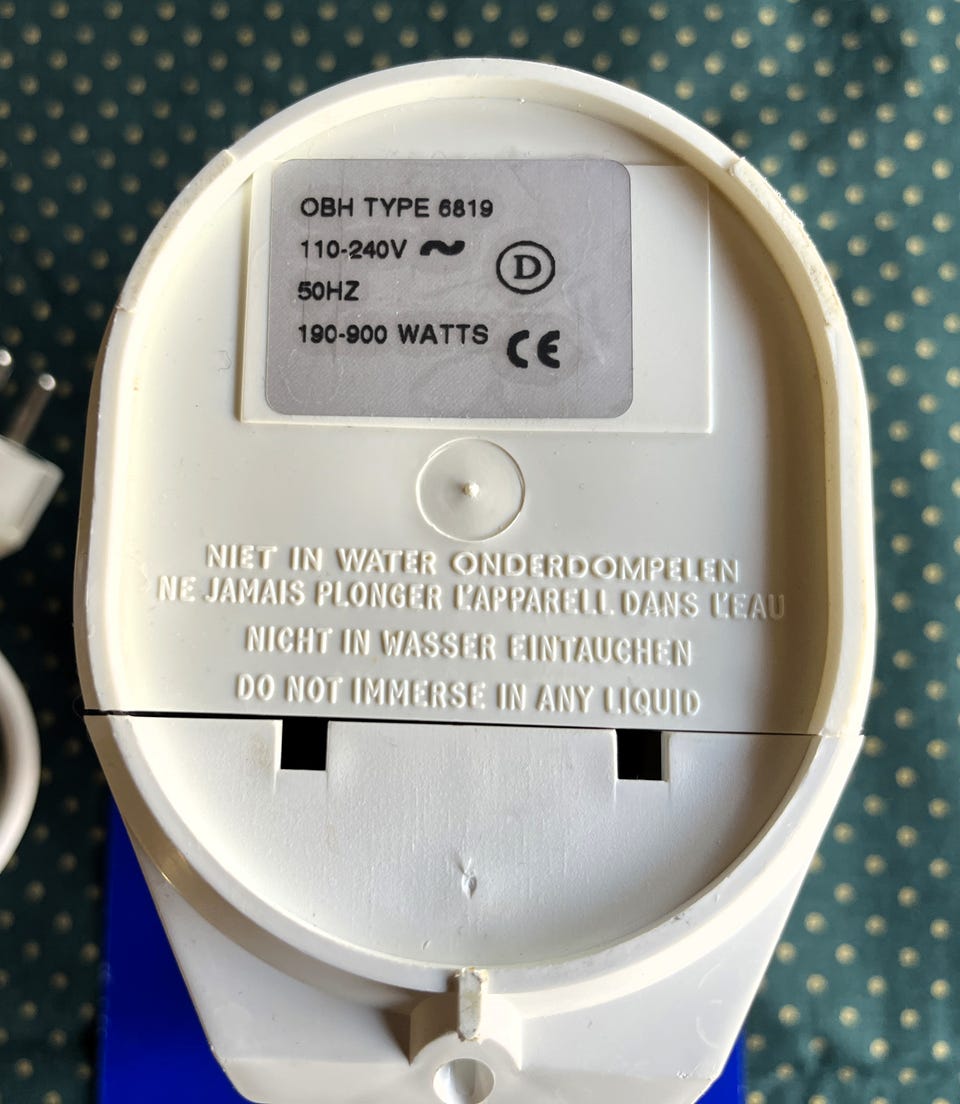 OBH TYPE 6819
110-240V ~
D
50HZ
190-900 WATTS
CE
NIET IN WATER ONDERDOMPELEN
NE JAMAIS PLONGER L'APPAREIL DANS L'EAU
NICHT IN WASSER EINTAUCHEN
DO NOT IMMERSE IN ANY LIQUID